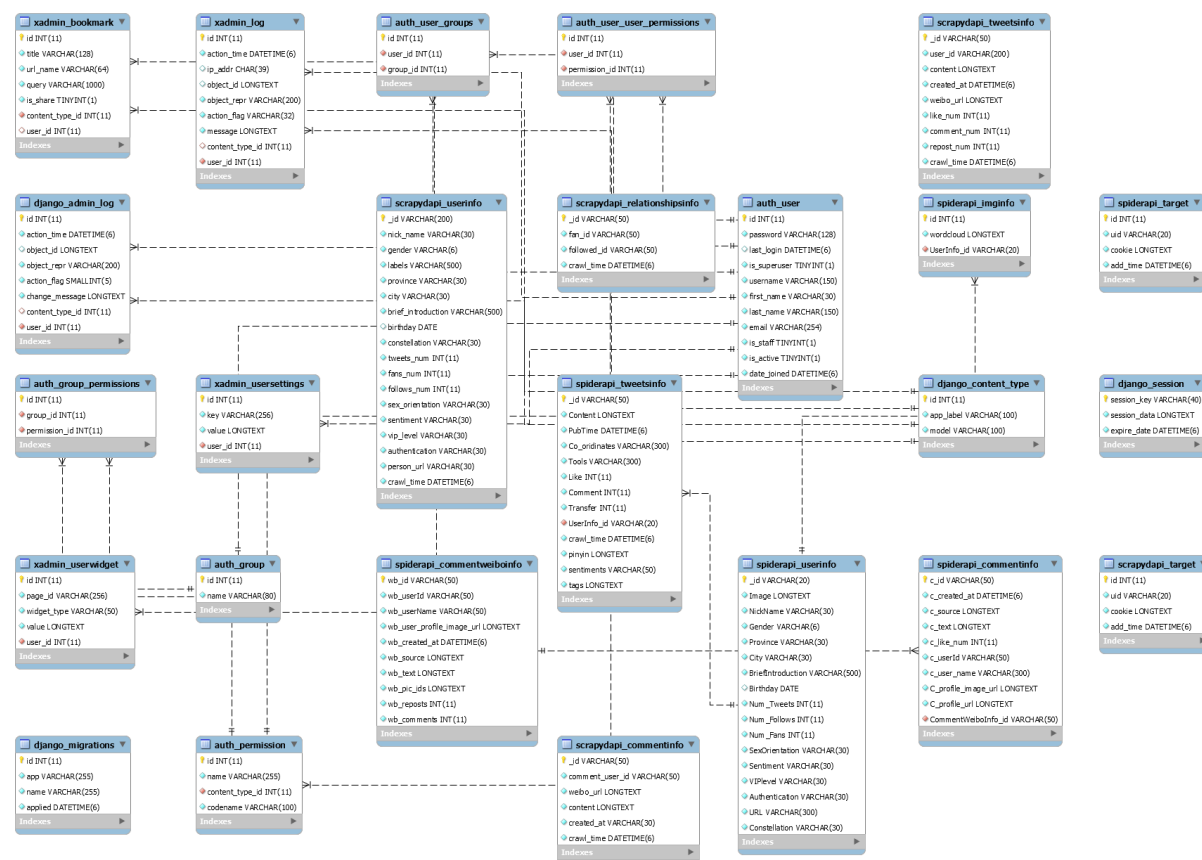 xadmin_bookmark
id INT(11)
title VARCHAR(128)
url_name VARCHAR(64)
query VARCHAR(1000)
is_share TINYINT(1)
content_type_id INT(11)
user_id INT(11)
Indexes
xadmin_log
id INT(11)
action_time DATETIME(6)
ip_addr CHAR(39)
object_id LONGTEXT
object_repr VARCHAR(200)
action_flag VARCHAR(32)
message LONGTEXT
content_type_id INT(11)
user_id INT(11)
Indexes
auth_user_groups
id INT(11)
user_id INT(11)
group_id INT(11)
Indexes
auth_user_user_permissions
id INT(11)
user_id INT(11)
permission_id INT(11)
Indexes
scrapydapi_tweetsinfo
_id VARCHAR(50)
user_id VARCHAR(200)
content LONGTEXT
created_at DATETIME(6)
weibo_url LONGTEXT
like_num INT(11)
comment_num INT(11)
repost_num INT(11)
crawl_time DATETIME(6)
Indexes
django_admin_log
id INT(11)
action_time DATETIME(6)
object_id LONGTEXT
object_repr VARCHAR(200)
action_flag SMALLINT(5)
change_message LONGTEXT
content_type_id INT(11)
user_id INT(11)
Indexes
scrapydapi_userinfo
_id VARCHAR(200)
nick_name VARCHAR(30)
gender VARCHAR(6)
labels VARCHAR(500)
province VARCHAR(30)
city VARCHAR(30)
brief_introduction VARCHAR(500)
birthday DATE
constellation VARCHAR(30)
tweets_num INT(11)
fans_num INT(11)
follows_num INT(11)
sex_orientation VARCHAR(30)
sentiment VARCHAR(30)
vip_level VARCHAR(30)
authentication VARCHAR(30)
person_url VARCHAR(30)
crawl_time DATETIME(6)
Indexes
scrapydapi_relationshipsinfo
_id VARCHAR(50)
fan_id VARCHAR(50)
followed_id VARCHAR(50)
crawl_time DATETIME(6)
Indexes
auth_user
id INT(11)
password VARCHAR(128)
last_login DATETIME(6)
is_superuser TINYINT(1)
username VARCHAR(150)
first_name VARCHAR(30)
last_name VARCHAR(150)
email VARCHAR(254)
is_staff TINYINT(1)
is_active TINYINT(1)
date_joined DATETIME(6)
Indexes
spiderapi_imginfo
id INT(11)
wordcloud LONGTEXT
UserInfo_id VARCHAR(20)
Indexes
spiderapi_target
id INT(11)
uid VARCHAR(20)
cookie LONGTEXT
add_time DATETIME(6)
Indexes
auth_group_permissions
id INT(11)
group_id INT(11)
permission_id INT(11)
Indexes
xadmin_usersettings
id INT(11)
key VARCHAR(256)
value LONGTEXT
user_id INT(11)
Indexes
spiderapi_tweetsinfo
_id VARCHAR(50)
Content LONGTEXT
PubTime DATETIME(6)
Co_oridinates VARCHAR(300)
Tools VARCHAR(300)
Like INT(11)
Comment INT(11)
Transfer INT(11)
UserInfo_id VARCHAR(20)
crawl_time DATETIME(6)
pinyin LONGTEXT
sentiments VARCHAR(50)
tags LONGTEXT
Indexes
django_content_type
id INT(11)
app_label VARCHAR(100)
model VARCHAR(100)
Indexes
django_session
session_key VARCHAR(40)
session_data LONGTEXT
expire_date DATETIME(6)
Indexes
xadmin_userwidget
id INT(11)
page_id VARCHAR(256)
widget_type VARCHAR(50)
value LONGTEXT
user_id INT(11)
Indexes
auth_group
id INT(11)
name VARCHAR(80)
Indexes
spiderapi_commentweiboinfo
wb_id VARCHAR(50)
wb_userId VARCHAR(50)
wb_userName VARCHAR(50)
wb_user_profile_image_url LONGTEXT
wb_created_at DATETIME(6)
wb_source LONGTEXT
wb_text LONGTEXT
wb_pic_ids LONGTEXT
wb_reposts INT(11)
wb_comments INT(11)
Indexes
spiderapi_userinfo
_id VARCHAR(20)
Image LONGTEXT
NickName VARCHAR(30)
Gender VARCHAR(6)
Province VARCHAR(30)
City VARCHAR(30)
BriefIntroduction VARCHAR(500)
Birthday DATE
Num_Tweets INT(11)
Num_Follows INT(11)
Num_Fans INT(11)
SexOrientation VARCHAR(30)
Sentiment VARCHAR(30)
VIPlevel VARCHAR(30)
Authentication VARCHAR(30)
URL VARCHAR(300)
Constellation VARCHAR(30)
Indexes
spiderapi_commentinfo
c_id VARCHAR(50)
c_created_at DATETIME(6)
c_source LONGTEXT
c_text LONGTEXT
c_like_num INT(11)
c_userId VARCHAR(50)
c_user_name VARCHAR(300)
C_profile_image_url LONGTEXT
C_profile_url LONGTEXT
CommentWeiboInfo_id VARCHAR(50)
Indexes
scrapydapi_target
id INT(11)
uid VARCHAR(20)
cookie LONGTEXT
add_time DATETIME(6)
Indexes
django_migrations
id INT(11)
app VARCHAR(255)
name VARCHAR(255)
applied DATETIME(6)
Indexes
auth_permission
id INT(11)
name VARCHAR(255)
content_type_id INT(11)
codename VARCHAR(100)
Indexes
scrapydapi_commentinfo
_id VARCHAR(50)
comment_user_id VARCHAR(50)
weibo_url LONGTEXT
content LONGTEXT
created_at VARCHAR(30)
crawl_time DATETIME(6)
Indexes